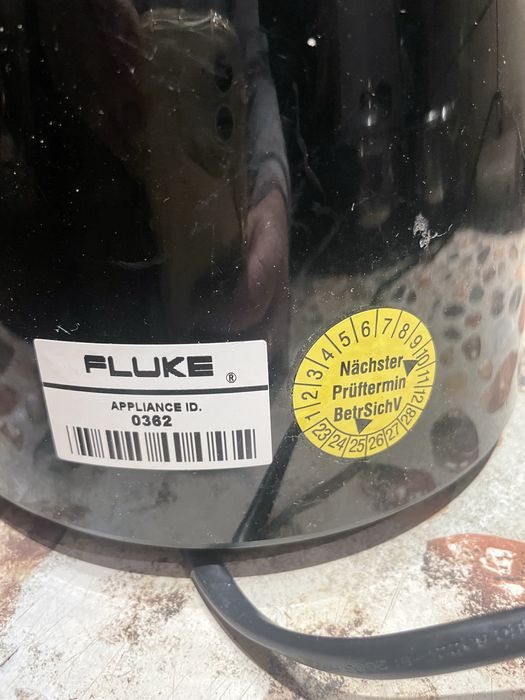 FLUKE ®
APPLIANCE ID.
0362
1 2 3 4 5 6 7 8 9 10 11 12
Nächster
Prüftermin
BetrSichV
23 24 25 26 27 28